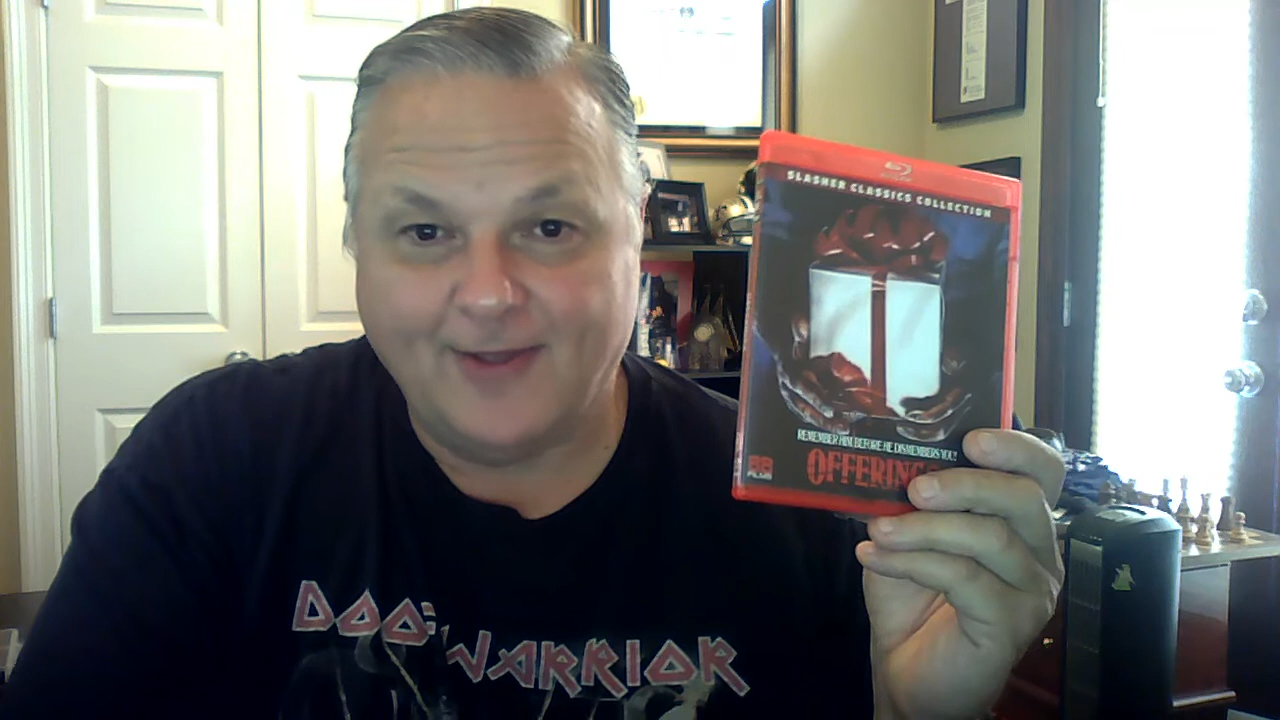 SLASHER CLASSICS COLLECTION
REMEMBER HIM BEFORE HE DISMEMBERS YOU!
88
FILMS
OFFERINGS
WARRIOR